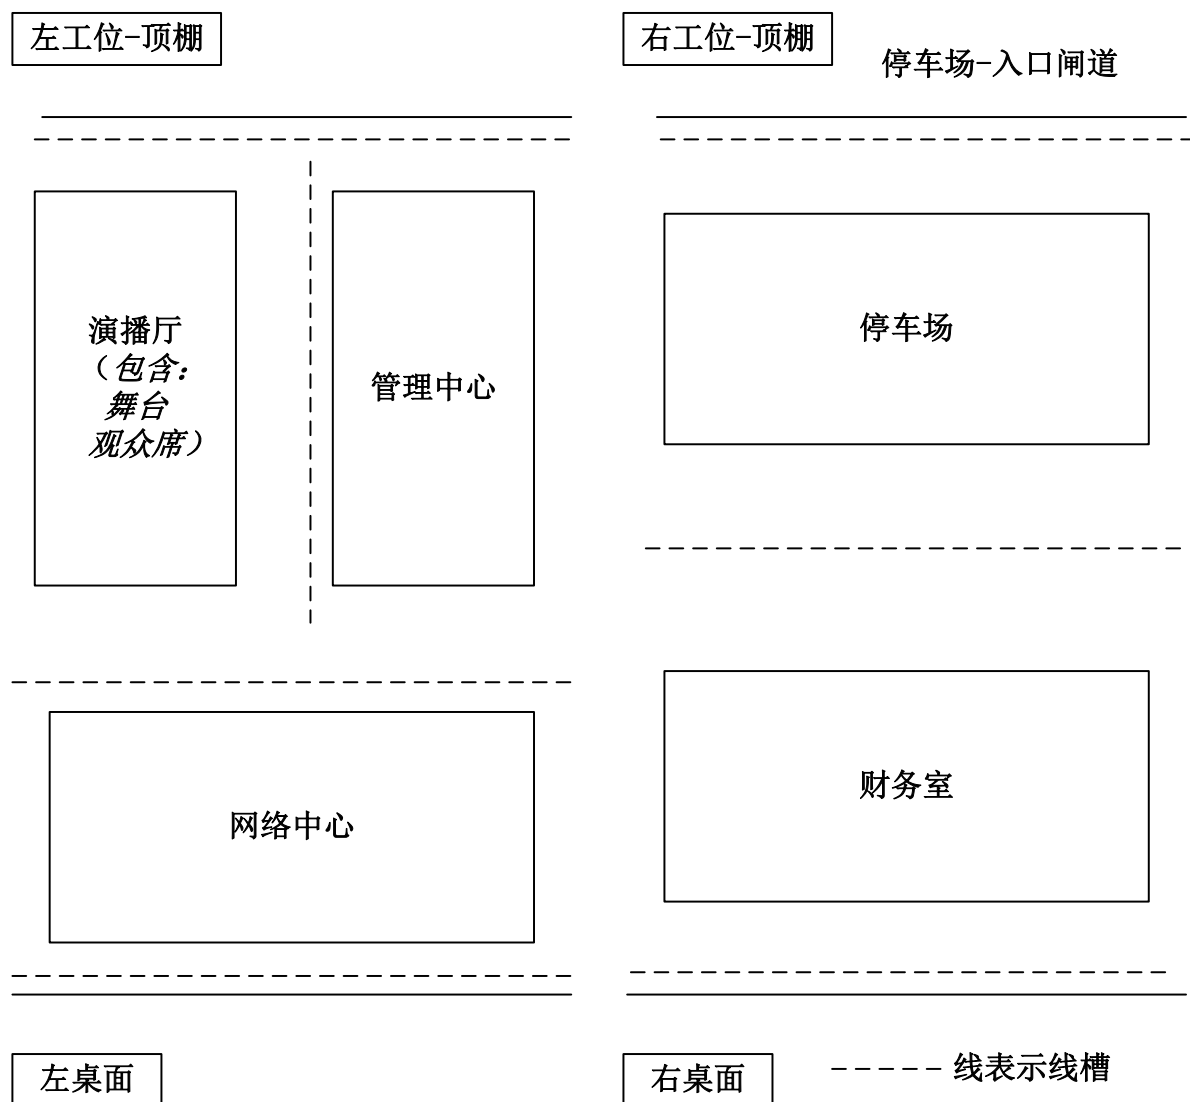 左工位-顶棚
右工位-顶棚
停车场-入口闸道
演播厅
（包含：
舞台
观众席）
管理中心
停车场
网络中心
财务室
左桌面
右桌面
线表示线槽